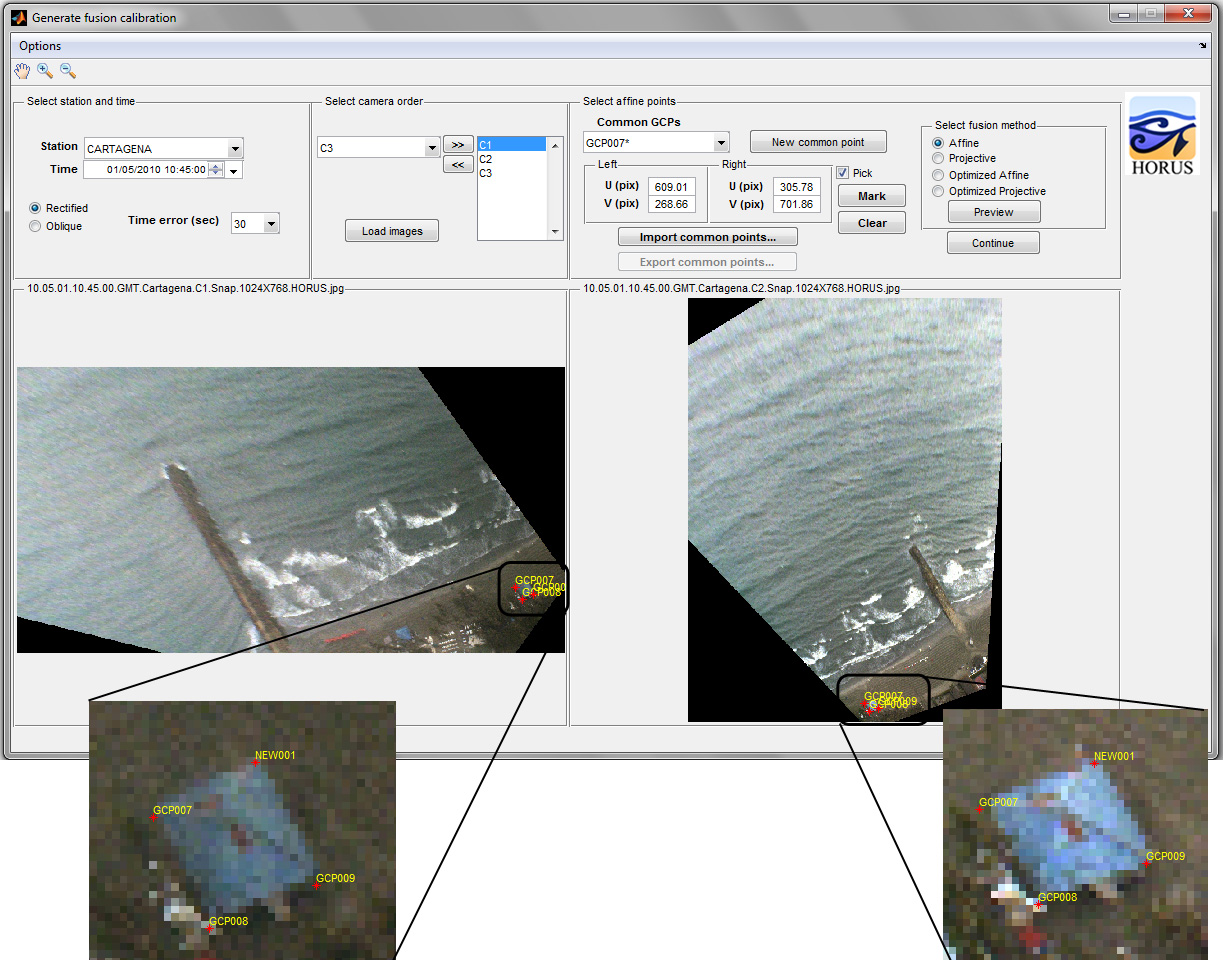 Generate fusion calibration
Options
Select station and time
Station
CARTAGENA
Time
01/05/2010 10:45:00
Rectified
Oblique
Time error (sec)
30
Select camera order
C3
>>
<<
C1
C2
C3
Load images
Select affine points
Common GCPs
GCP007*
New common point
Left
U (pix)
609.01
V (pix)
268.66
Right
U (pix)
305.78
V (pix)
701.86
Pick
Mark
Clear
Import common points...
Export common points...
Select fusion method
Affine
Projective
Optimized Affine
Optimized Projective
Preview
Continue
HORUS
10.05.01.10.45.00.GMT.Cartagena.C1.Snap.1024X768.HORUS.jpg
10.05.01.10.45.00.GMT.Cartagena.C2.Snap.1024X768.HORUS.jpg
GCP007
GCP00
GCP008
GCP007
GCP009
GCP008
NEW001
GCP007
GCP009
GCP008
NEW001
GCP007
GCP009
GCP008